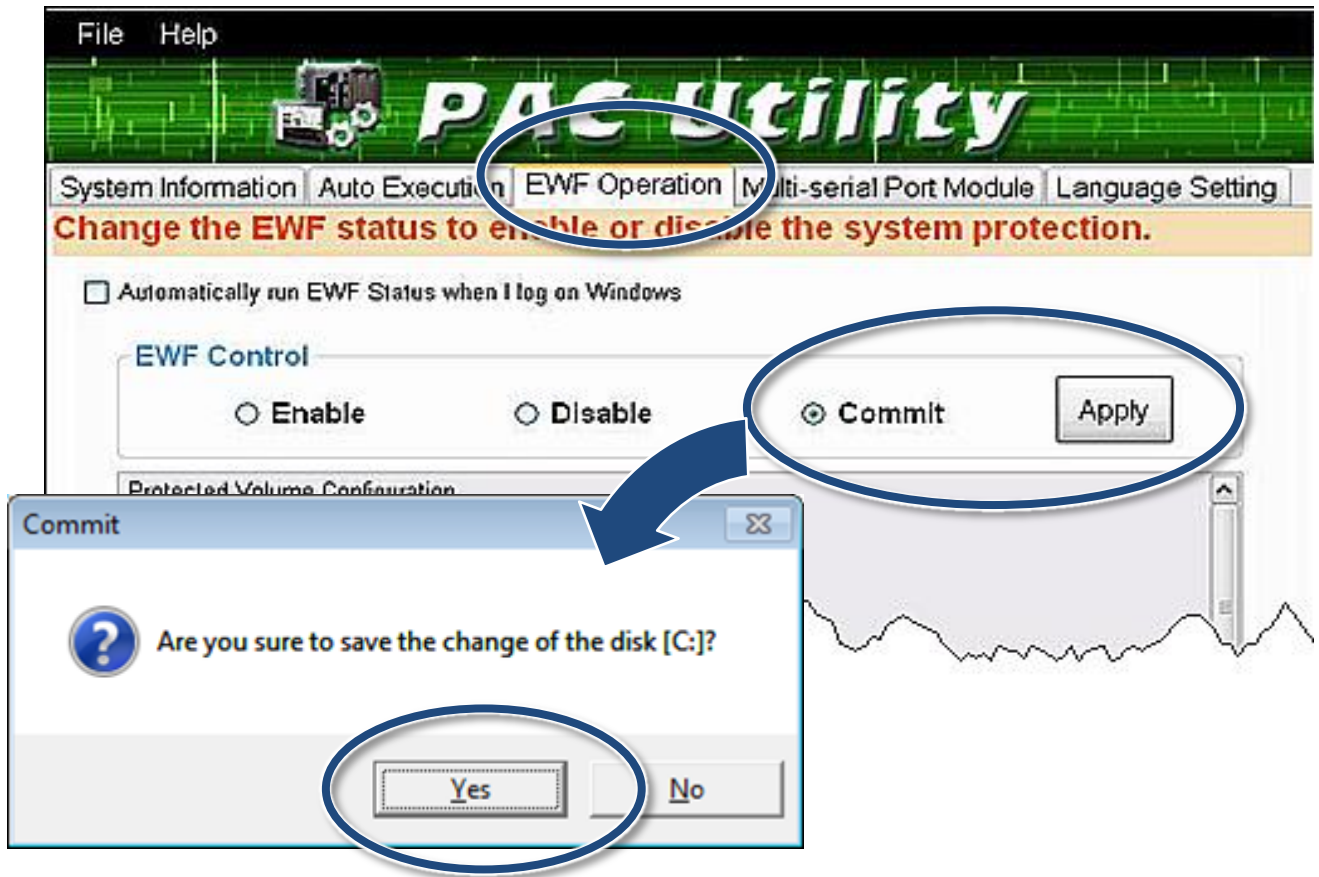 File Help
PAC Utility
System Information Auto Execution EWF Operation Multi-serial Port Module Language Setting
Change the EWF status to enable or disable the system protection.
Automatically run EWF Status when I log on Windows
EWF Control
Enable Disable Commit Apply
Protected Volume Configuration
Commit
Are you sure to save the change of the disk [C:]?
Yes No